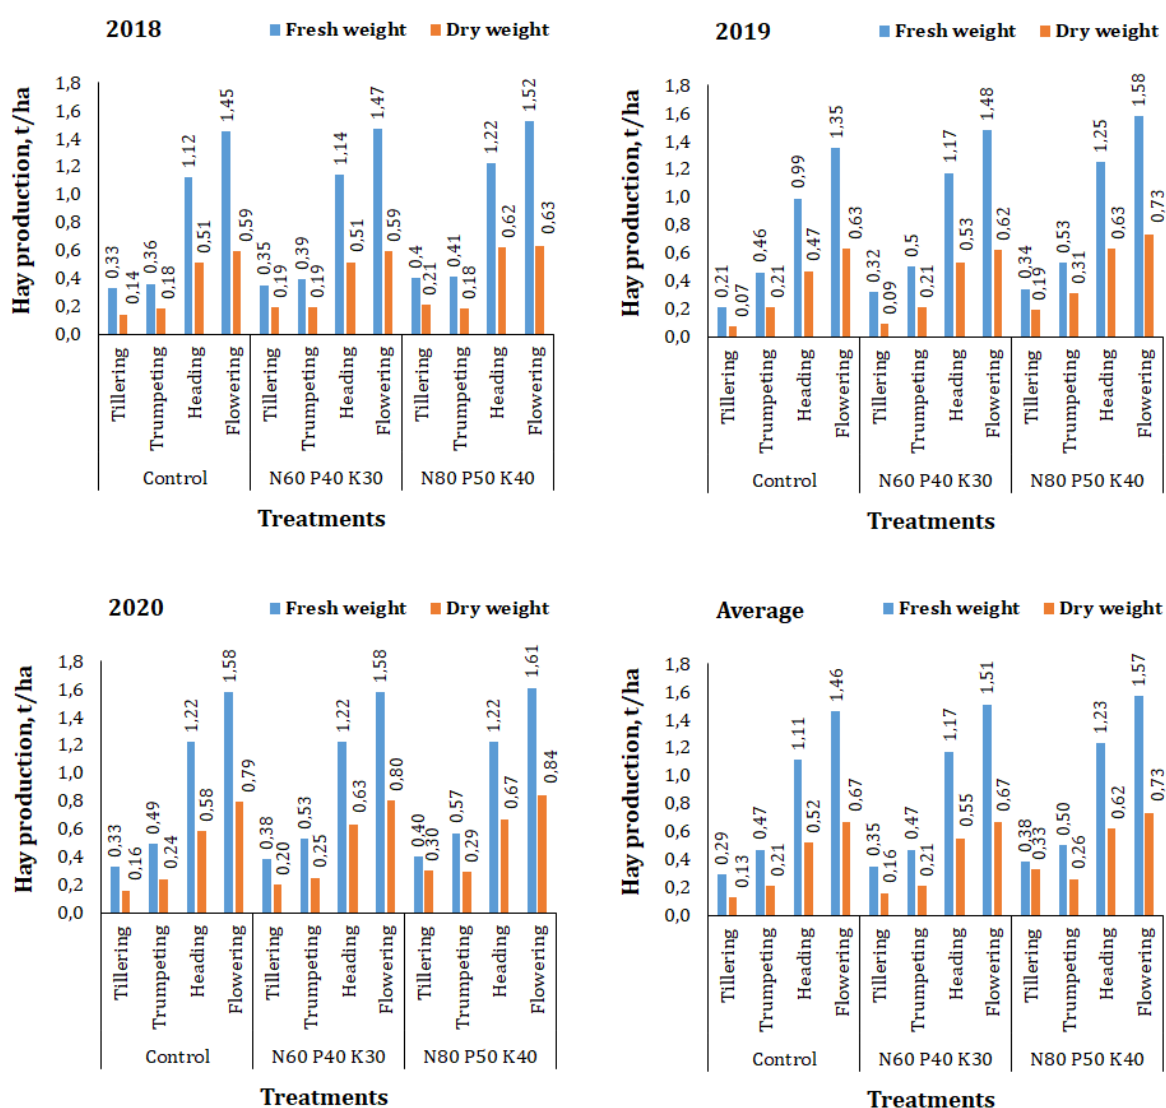 2018
Fresh weight Dry weight
Hay production, t/ha
1,8
1,6
1,4
1,2
1,0
0,8
0,6
0,4
0,2
0,0
0,33 0,14 0,36 0,18 1,12 0,51 1,45 0,59 0,35 0,19 0,39 0,19 1,14 0,51 1,47 0,59 0,4 0,21 0,41 0,18 1,22 0,62 1,52 0,63
Tillering Trumpeting Heading Flowering Tillering Trumpeting Heading Flowering Tillering Trumpeting Heading Flowering
Control N60 P40 K30 N80 P50 K40
Treatments
2019
Fresh weight Dry weight
Hay production, t/ha
1,8
1,6
1,4
1,2
1,0
0,8
0,6
0,4
0,2
0,0
0,21 0,07 0,46 0,21 0,99 0,47 1,35 0,63 0,32 0,09 0,5 0,21 1,17 0,53 1,48 0,62 0,34 0,19 0,53 0,31 1,25 0,63 1,58 0,73
Tillering Trumpeting Heading Flowering Tillering Trumpeting Heading Flowering Tillering Trumpeting Heading Flowering
Control N60 P40 K30 N80 P50 K40
Treatments
2020
Fresh weight Dry weight
Hay production, t/ha
1,8
1,6
1,4
1,2
1,0
0,8
0,6
0,4
0,2
0,0
0,33 0,16 0,49 0,24 1,22 0,58 1,58 0,79 0,38 0,20 0,53 0,25 1,22 0,63 1,58 0,80 0,40 0,30 0,57 0,29 1,22 0,67 1,61 0,84
Tillering Trumpeting Heading Flowering Tillering Trumpeting Heading Flowering Tillering Trumpeting Heading Flowering
Control N60 P40 K30 N80 P50 K40
Treatments
Average
Fresh weight Dry weight
Hay production, t/ha
1,8
1,6
1,4
1,2
1,0
0,8
0,6
0,4
0,2
0,0
0,29 0,13 0,47 0,21 1,11 0,52 1,46 0,67 0,35 0,16 0,47 0,21 1,17 0,55 1,51 0,67 0,38 0,33 0,50 0,26 1,23 0,62 1,57 0,73
Tillering Trumpeting Heading Flowering Tillering Trumpeting Heading Flowering Tillering Trumpeting Heading Flowering
Control N60 P40 K30 N80 P50 K40
Treatments